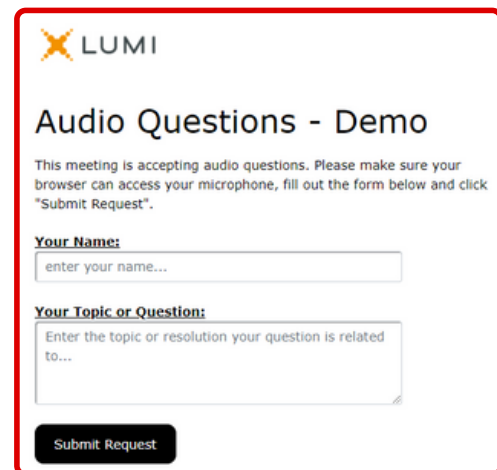 LUMI
Audio Questions - Demo
This meeting is accepting audio questions. Please make sure your
browser can access your microphone, fill out the form below and click
"Submit Request".
Your Name:
enter your name...
Your Topic or Question:
Enter the topic or resolution your question is related
to...
Submit Request